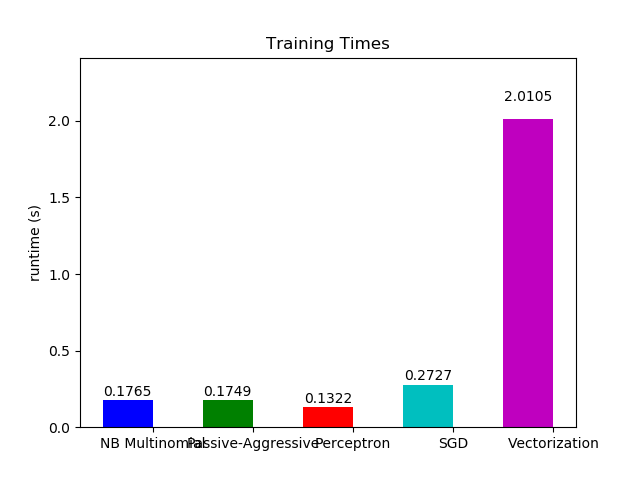 Training Times
2.0105
2.0
1.5
runtime (s)
1.0
0.5
0.2727
0.1765 0.1749 0.1322
0.0
NB Multinomial Passive-Aggressive Perceptron SGD Vectorization